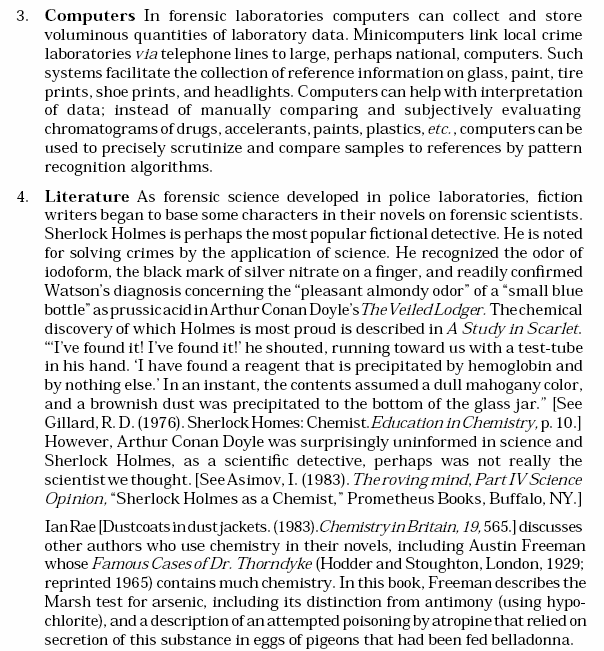 3. Computers In forensic laboratories computers can collect and store
voluminous quantities of laboratory data. Minicomputers link local crime
laboratories via telephone lines to large, perhaps national, computers. Such
systems facilitate the collection of reference information on glass, paint, tire
prints, shoe prints, and headlights. Computers can help with interpretation
of data; instead of manually comparing and subjectively evaluating
chromatograms of drugs, accelerants, paints, plastics, etc., computers can be
used to precisely scrutinize and compare samples to references by pattern
recognition algorithms.
4. Literature As forensic science developed in police laboratories, fiction
writers began to base some characters in their novels on forensic scientists.
Sherlock Holmes is perhaps the most popular fictional detective. He is noted
for solving crimes by the application of science. He recognized the odor of
iodoform, the black mark of silver nitrate on a finger, and readily confirmed
Watson's diagnosis concerning the “pleasant almondy odor” of a “small blue
bottle” as prussic acid in Arthur Conan Doyle's The Veiled Lodger. The chemical
discovery of which Holmes is most proud is described in A Study in Scarlet.
“‘I've found it! I've found it!’ he shouted, running toward us with a test-tube
in his hand. ‘I have found a reagent that is precipitated by hemoglobin and
by nothing else.’ In an instant, the contents assumed a dull mahogany color,
and a brownish dust was precipitated to the bottom of the glass jar.” [See
Gillard, R. D. (1976). Sherlock Homes: Chemist. Education in Chemistry, p. 10.]
However, Arthur Conan Doyle was surprisingly uninformed in science and
Sherlock Holmes, as a scientific detective, perhaps was not really the
scientist we thought. [See Asimov, I. (1983). The roving mind, Part IV Science
Opinion, “Sherlock Holmes as a Chemist,” Prometheus Books, Buffalo, NY.]
Ian Rae [Dustcoats in dust jackets. (1983). Chemistry in Britain, 19, 565.] discusses
other authors who use chemistry in their novels, including Austin Freeman
whose Famous Cases of Dr. Thorndyke (Hodder and Stoughton, London, 1929;
reprinted 1965) contains much chemistry. In this book, Freeman describes the
Marsh test for arsenic, including its distinction from antimony (using hypo-
chlorite), and a description of an attempted poisoning by atropine that relied on
secretion of this substance in eggs of pigeons that had been fed belladonna.